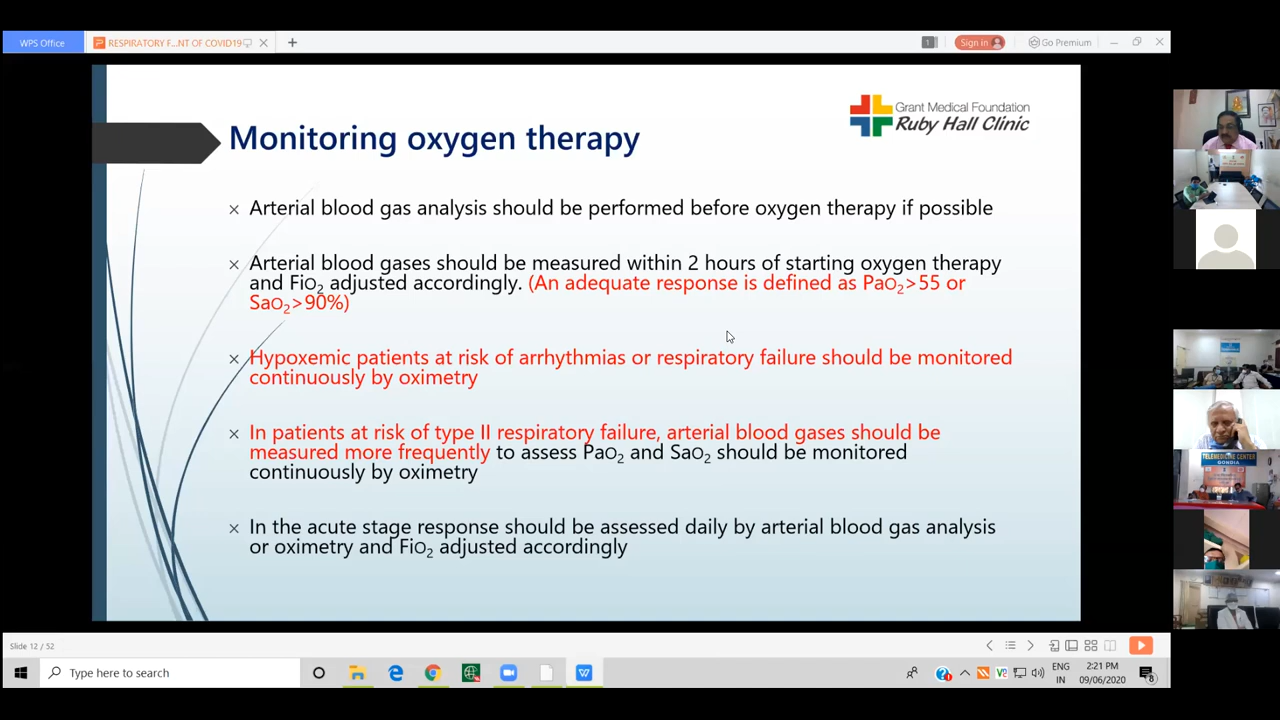 WPS Office
RESPIRATORY F...NT OF COVID19
1
Sign in
Go Premium
Grant Medical Foundation
Ruby Hall Clinic
Monitoring oxygen therapy
Arterial blood gas analysis should be performed before oxygen therapy if possible
Arterial blood gases should be measured within 2 hours of starting oxygen therapy
and FiO2 adjusted accordingly. (An adequate response is defined as PaO2>55 or
SaO2>90%)
Hypoxemic patients at risk of arrhythmias or respiratory failure should be monitored
continuously by oximetry
In patients at risk of type II respiratory failure, arterial blood gases should be
measured more frequently to assess PaO2 and SaO2 should be monitored
continuously by oximetry
In the acute stage response should be assessed daily by arterial blood gas analysis
or oximetry and FiO2 adjusted accordingly
TELEMEDICINE CENTER
GONDIA
Slide 12 / 52
Type here to search
ENG
IN
2:21 PM
09/06/2020
8